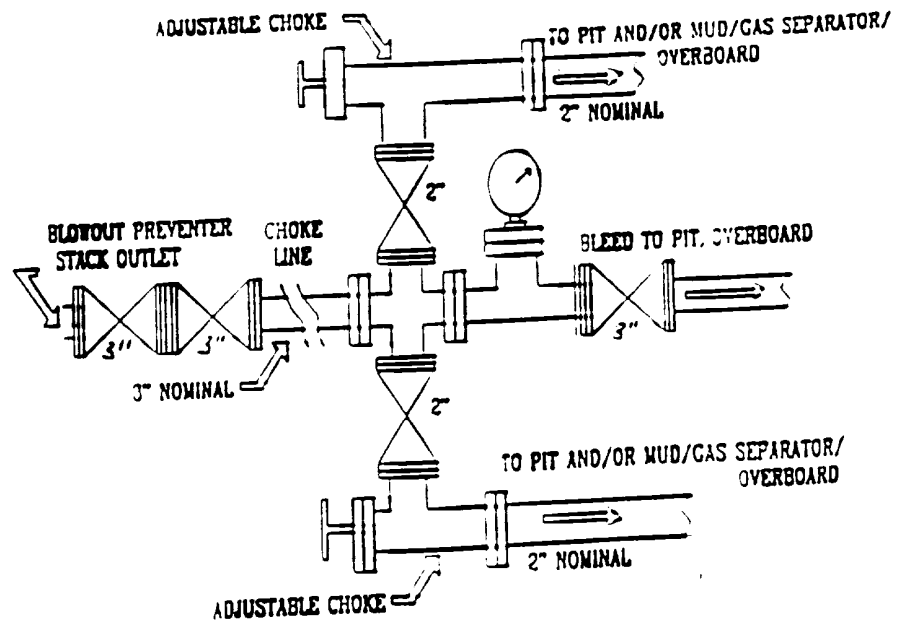 ADJUSTABLE CHOKE
TO PIT AND/OR MUD/GAS SEPARATOR/
OVERBOARD
2" NOMINAL
2"
BLOWOUT PREVENTER
STACK OUTLET
CHOKE
LINE
BLEED TO PIT, OVERBOARD
3"
3"
3"
3" NOMINAL
2"
TO PIT AND/OR MUD/GAS SEPARATOR/
OVERBOARD
2" NOMINAL
ADJUSTABLE CHOKE